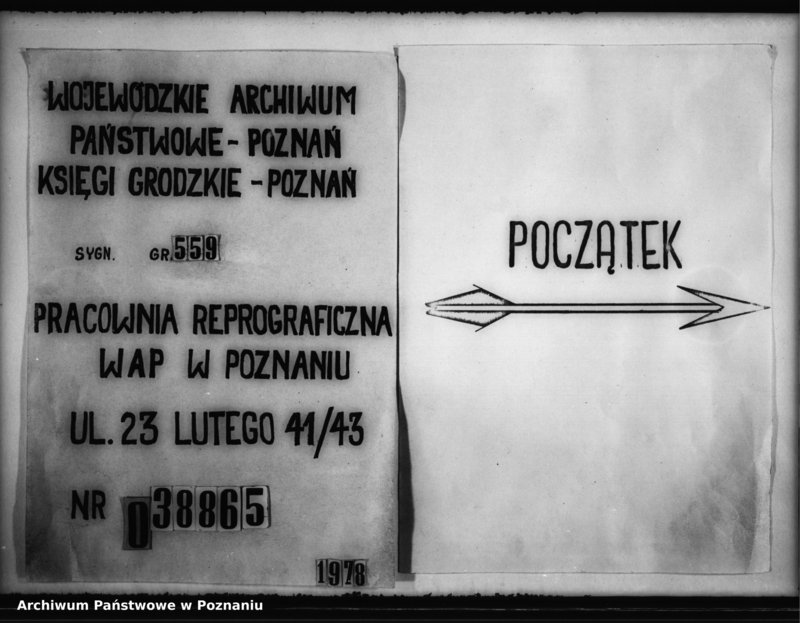 WOJEWÓDZKIE ARCHIWUM
PAŃSTWOWE - POZNAŃ
KSIĘGI GRODZKIE - POZNAŃ
SYGN. GR. 559
PRACOWNIA REPROGRAFICZNA
WAP W POZNANIU
UL. 23 LUTEGO 41/43
NR 038865
1978
POCZĄTEK
Archiwum Państwowe w Poznaniu